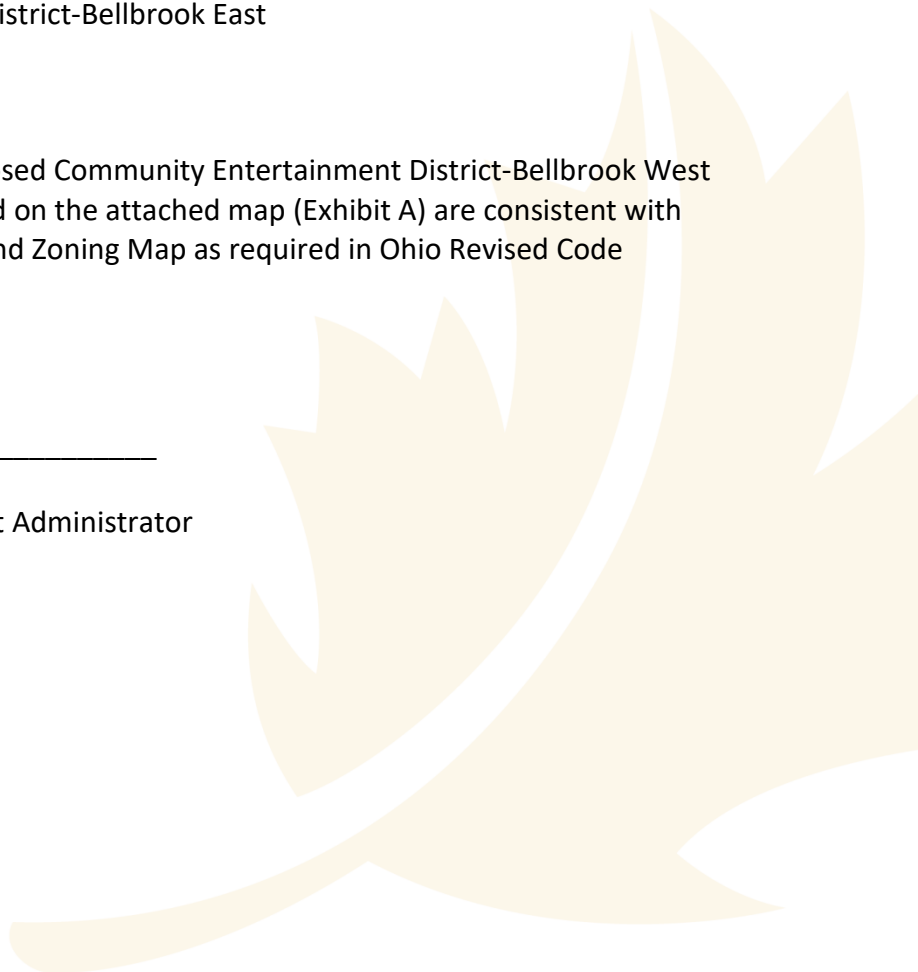 istrict-Bellbrook East
sed Community Entertainment District-Bellbrook West
d on the attached map (Exhibit A) are consistent with
nd Zoning Map as required in Ohio Revised Code
__________
t Administrator